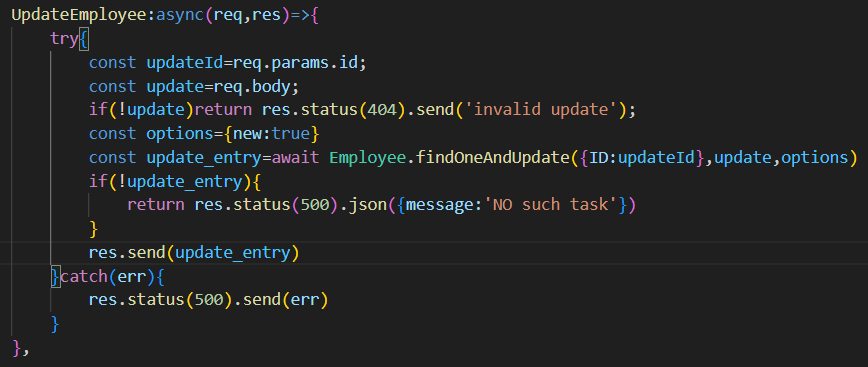 UpdateEmployee:async(req,res)=>{
    try{
        const updateId=req.params.id;
        const update=req.body;
        if(!update)return res.status(404).send('invalid update');
        const options={new:true}
        const update_entry=await Employee.findOneAndUpdate({ID:updateId},update,options)
        if(!update_entry){
            return res.status(500).json({message:'NO such task'})
        }
        res.send(update_entry)
    }catch(err){
        res.status(500).send(err)
    }
},